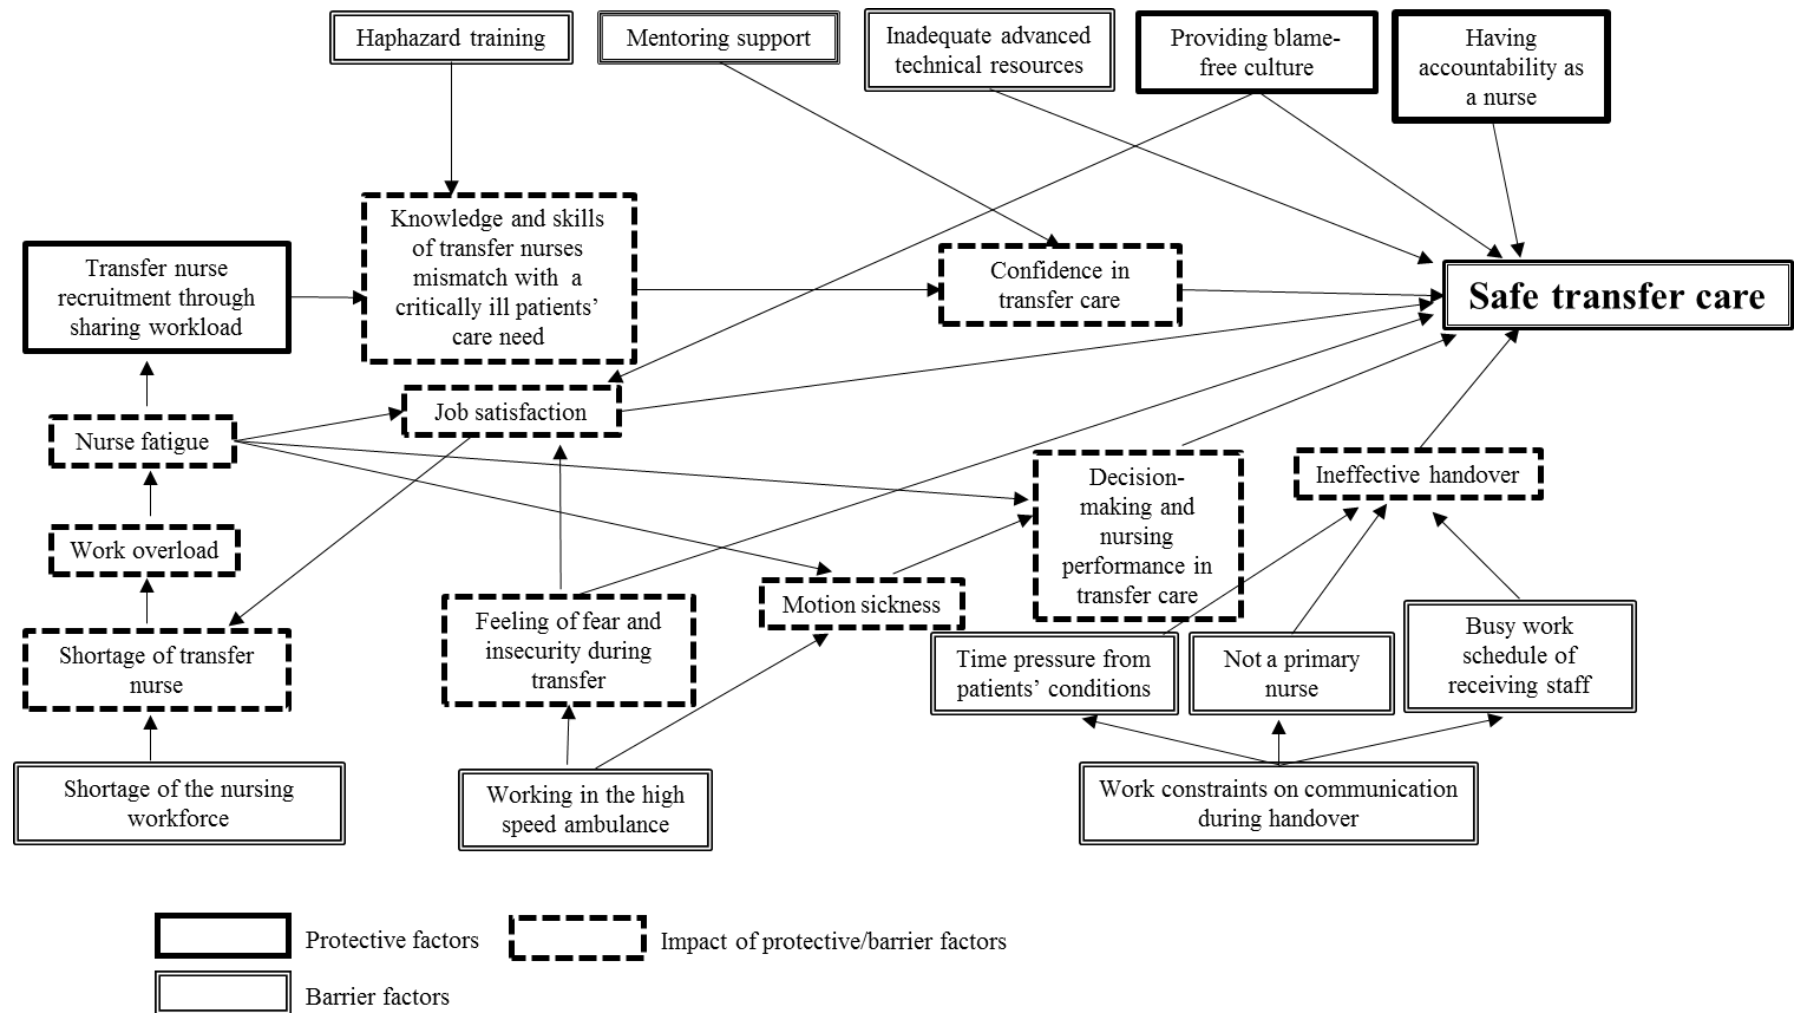 Haphazard training
Mentoring support
Inadequate advanced
technical resources
Providing blame-
free culture
Having
accountability as
a nurse
Transfer nurse
recruitment through
sharing workload
Knowledge and skills
of transfer nurses
mismatch with a
critically ill patients’
care need
Confidence in
transfer care
Safe transfer care
Nurse fatigue
Job satisfaction
Decision-
making and
nursing
performance in
transfer care
Ineffective handover
Work overload
Shortage of transfer
nurse
Feeling of fear and
insecurity during
transfer
Motion sickness
Time pressure from
patients’ conditions
Not a primary
nurse
Busy work
schedule of
receiving staff
Shortage of the nursing
workforce
Working in the high
speed ambulance
Work constraints on communication
during handover
Protective factors
Impact of protective/barrier factors
Barrier factors